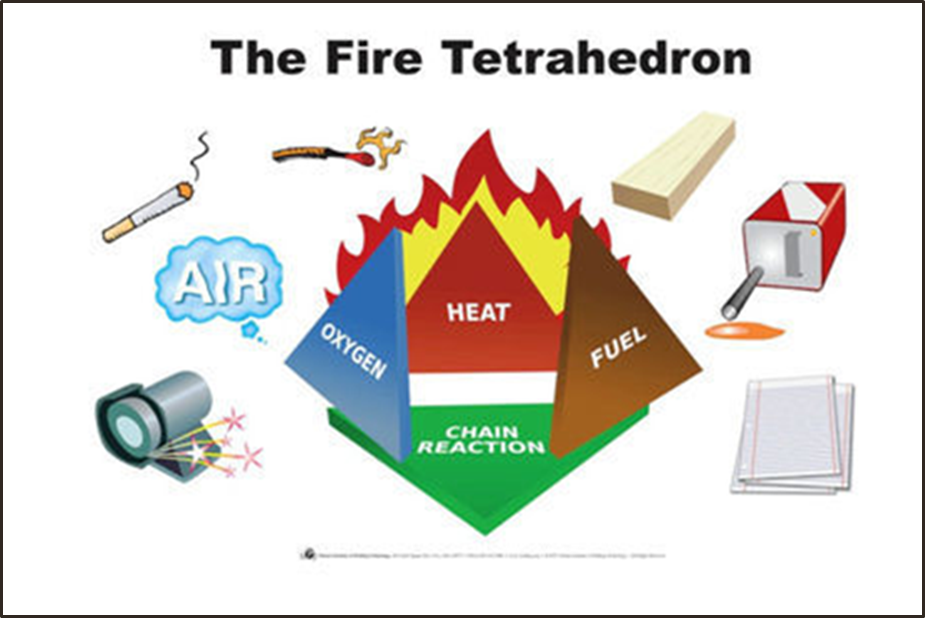 The Fire Tetrahedron
AIR
HEAT
OXYGEN
FUEL
CHAIN
REACTION